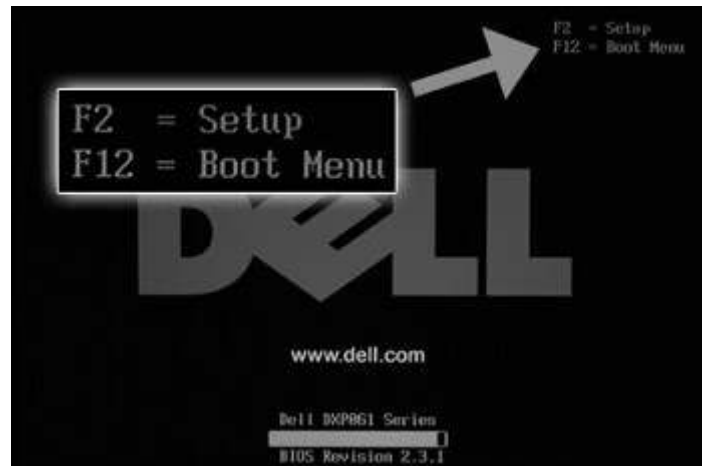 F2 = Setup
F12 = Boot Menu
F2 = Setup
F12 = Boot Menu
DELL
www.dell.com
Dell DXP061 Series
BIOS Revision 2.3.1